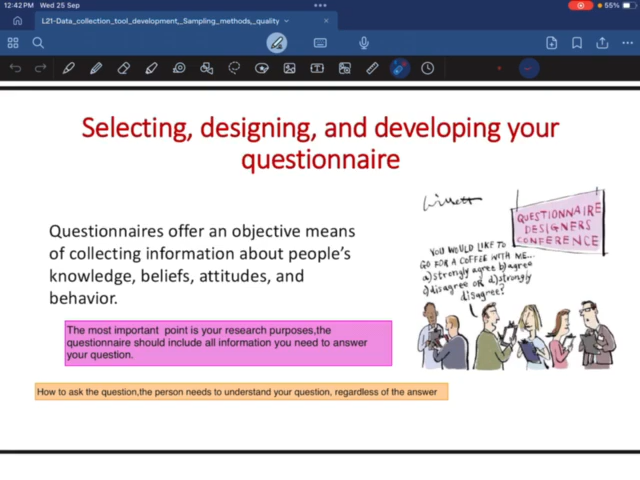 12:42 PM Wed 25 Sep
55%
L21-Data_collection_tool_development,_Sampling_methods,_quality
Selecting, designing, and developing your
questionnaire
Questionnaires offer an objective means
of collecting information about people's
knowledge, beliefs, attitudes, and
behavior.
QUESTIONNAIRE
DESIGNERS
CONFERENCE
YOU WOULD LIKE TO
GO FOR A COFFEE WITH ME...
a) strongly agree b) agree
c) disagree OR d) strongly
disagree?
The most important point is your research purposes,the
questionnaire should include all information you need to answer
your question.
How to ask the question,the person needs to understand your question, regardless of the answer